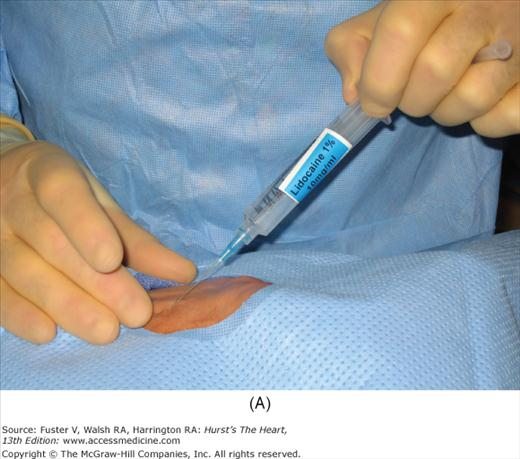 Lidocaine 1%
10mg/ml
(A)
Source: Fuster V, Walsh RA, Harrington RA: Hurst's The Heart,
13th Edition: www.accessmedicine.com
Copyright © The McGraw-Hill Companies, Inc. All rights reserved.